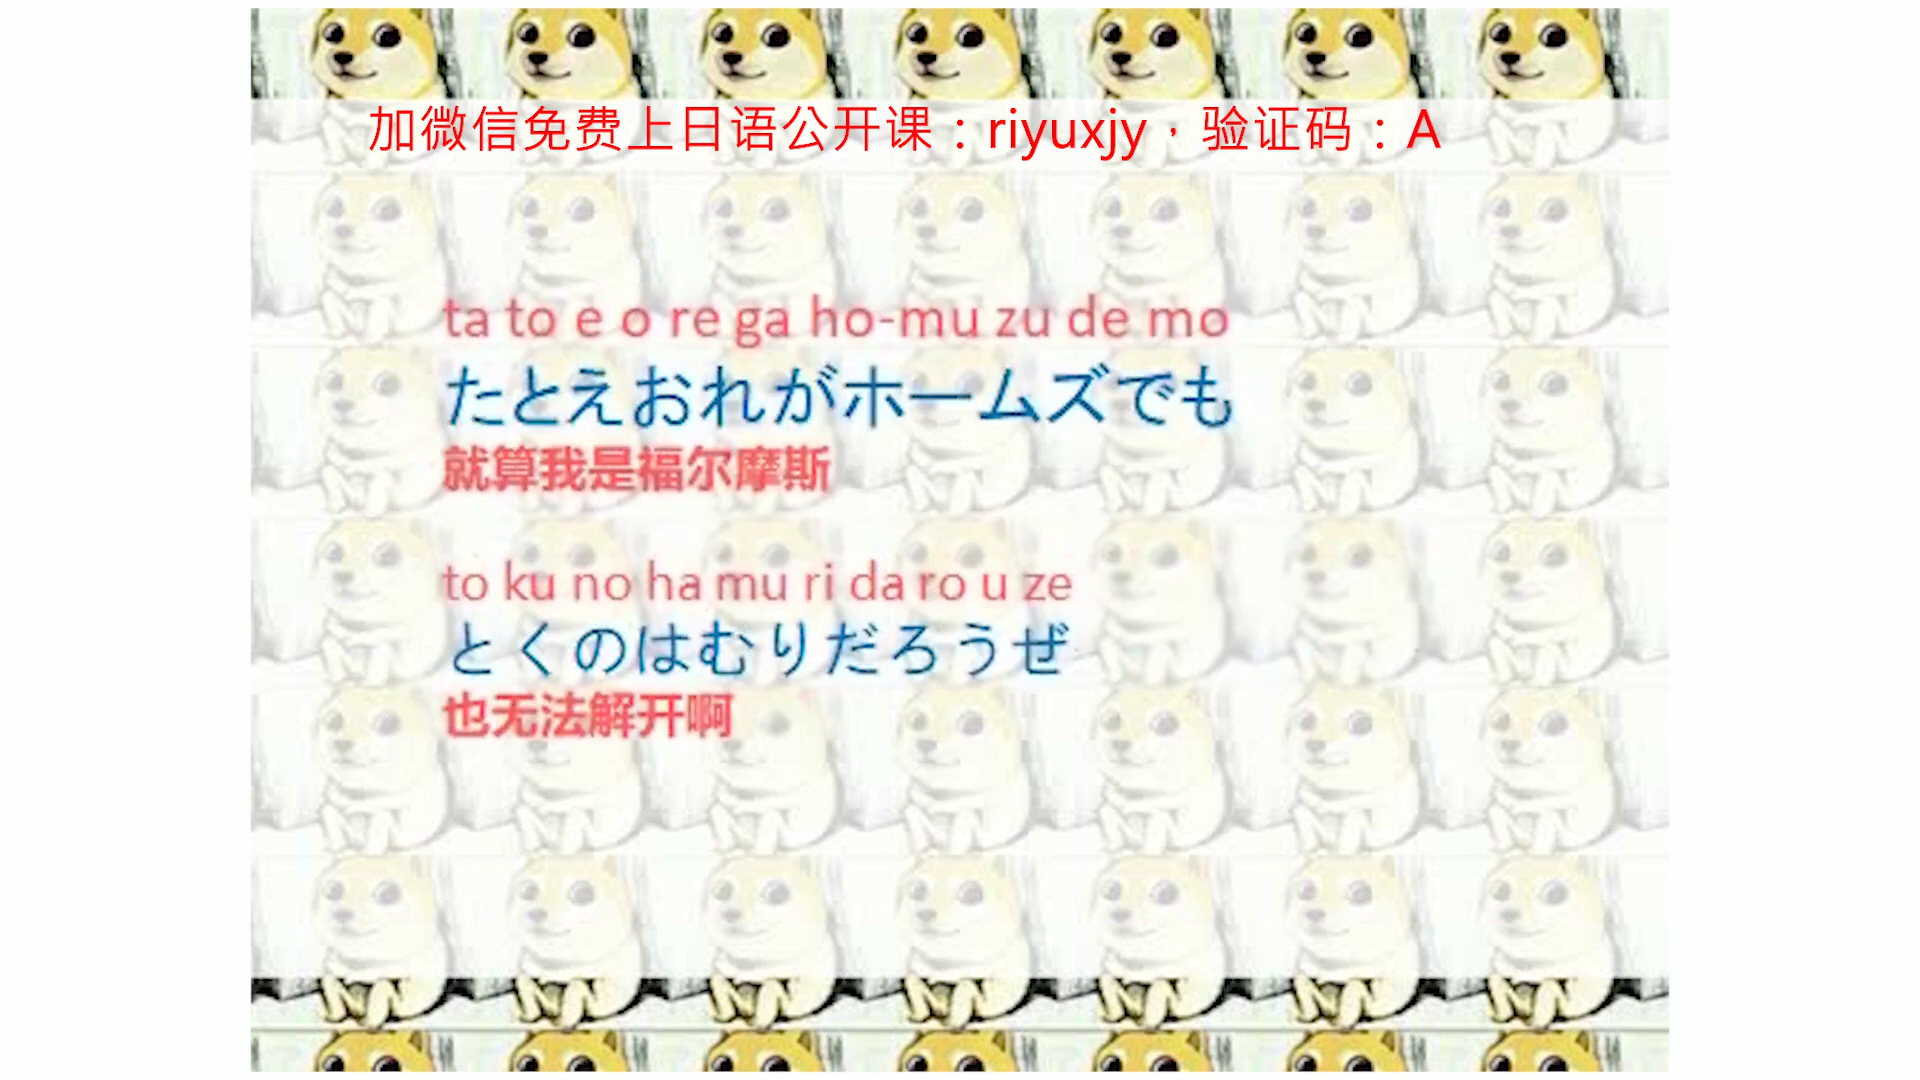 加微信免费上日语公开课：riyuxjy，验证码：A
ta to e o re ga ho-mu zu de mo
たとえおれがホームズでも
就算我是福尔摩斯
to ku no ha mu ri da ro u ze
とくのはむりだろうぜ
也无法解开啊